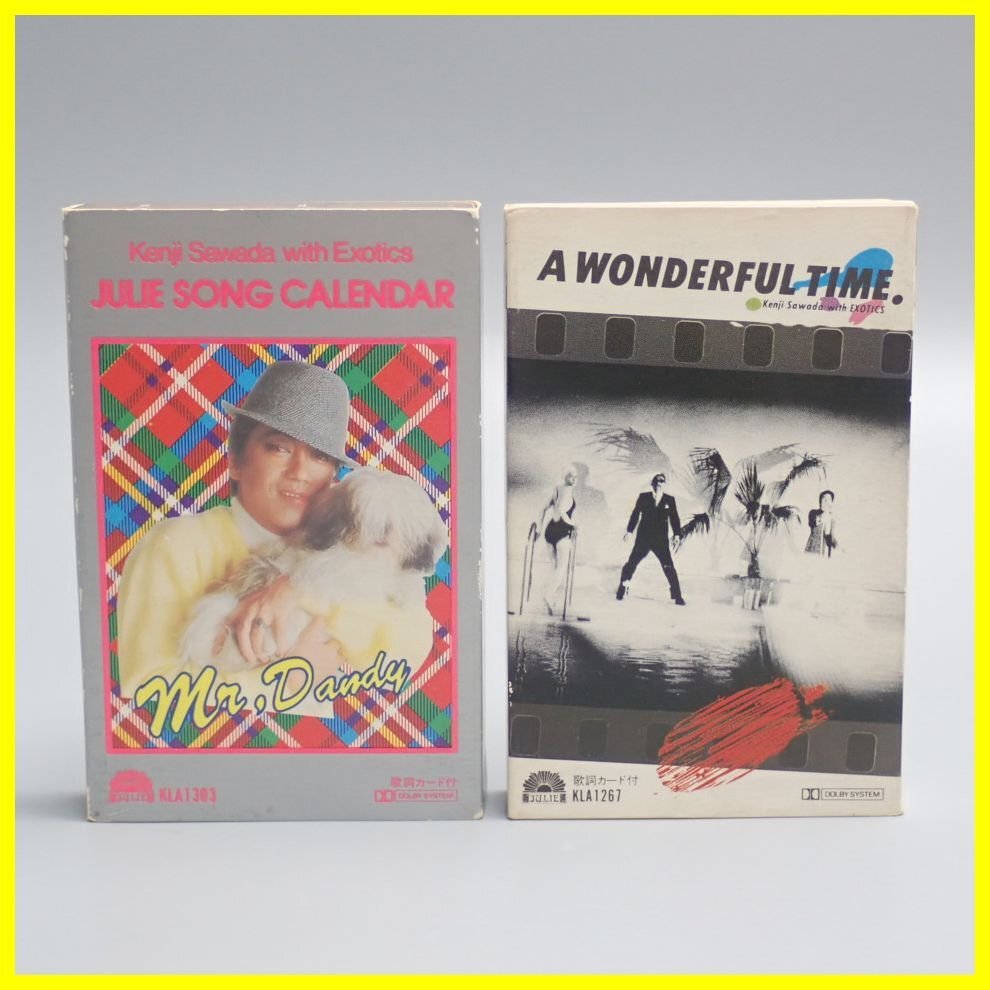 Kenji Sawada with Exotics
JULIE SONG CALENDAR
Mr, Dandy
JULIE
KLA1303
歌詞カード付
DOLBY SYSTEM
A WONDERFUL TIME.
Kenji Sawada with EXOTICS
JULIE
歌詞カード付
KLA1267
DOLBY SYSTEM